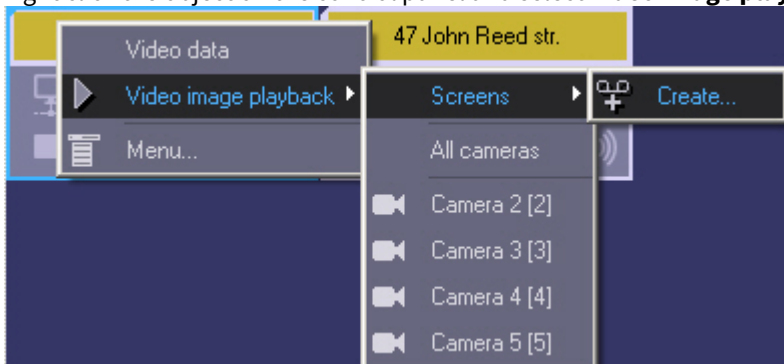 47 John Reed str.
Video data
Video image playback
Menu...
Screens
All cameras
Camera 2 [2]
Camera 3 [3]
Camera 4 [4]
Camera 5 [5]
Create...